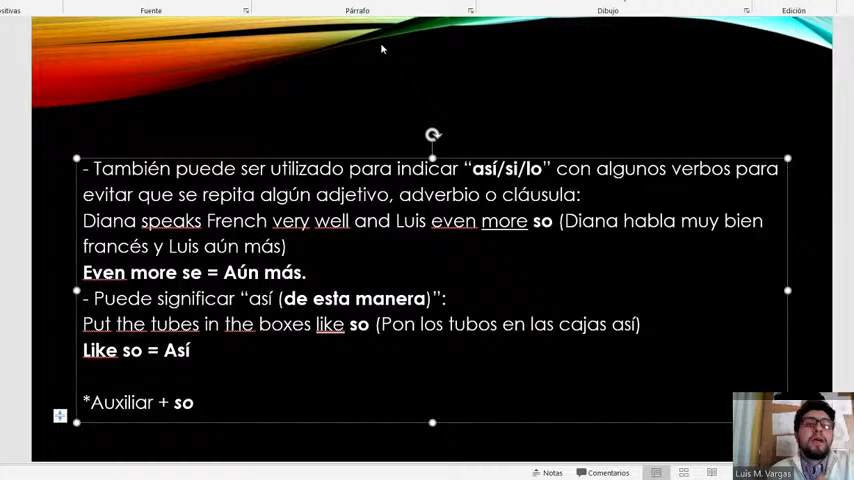 ositivas
Fuente
Párrafo
Dibujo
Edición
- También puede ser utilizado para indicar “así/si/lo” con algunos verbos para
evitar que se repita algún adjetivo, adverbio o cláusula:
Diana speaks French very well and Luis even more so (Diana habla muy bien
francés y Luis aún más)
Even more se = Aún más.
- Puede significar “así (de esta manera)”:
Put the tubes in the boxes like so (Pon los tubos en las cajas así)
Like so = Así
*Auxiliar + so
Notas
Comentarios
Luis M. Vargas